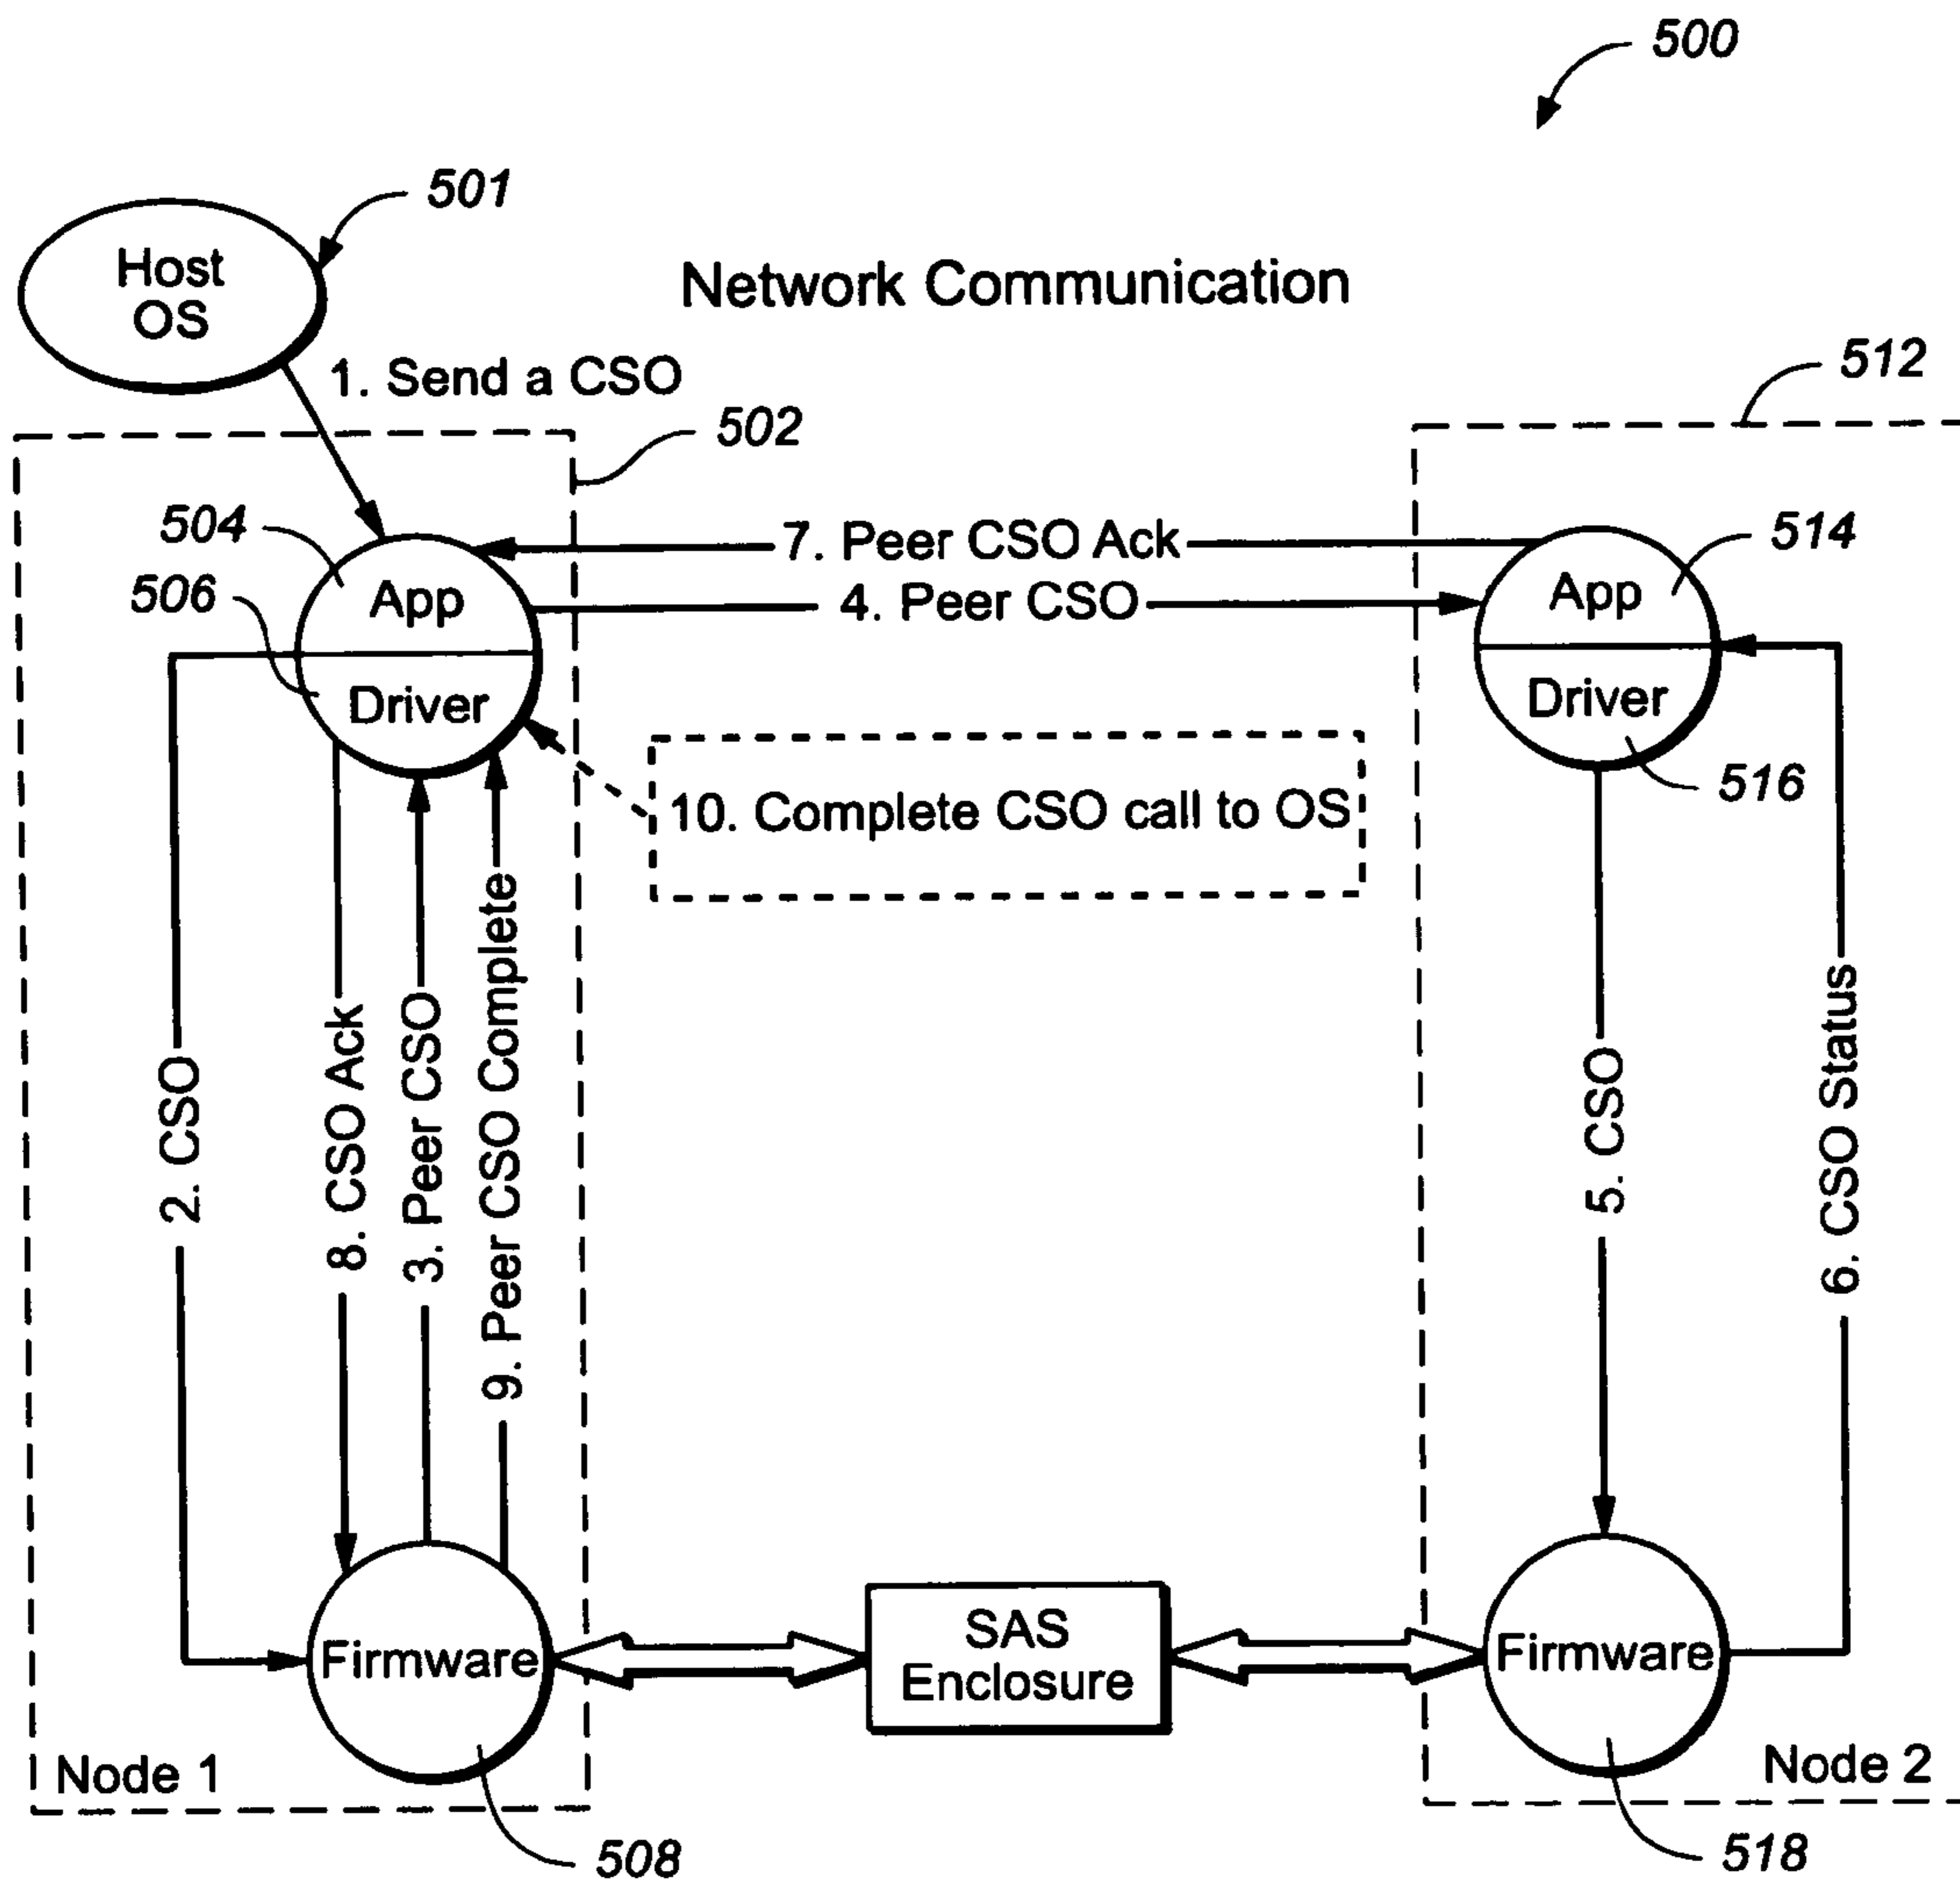 500
501
Host
OS
Network Communication
1. Send a CSO
502
512
504
506
App
Driver
7. Peer CSO Ack
4. Peer CSO
514
App
Driver
516
10. Complete CSO call to OS
2. CSO
8. CSO Ack
3. Peer CSO
9. Peer CSO Complete
5. CSO
6. CSO Status
Firmware
SAS
Enclosure
Firmware
Node 1
Node 2
508
518